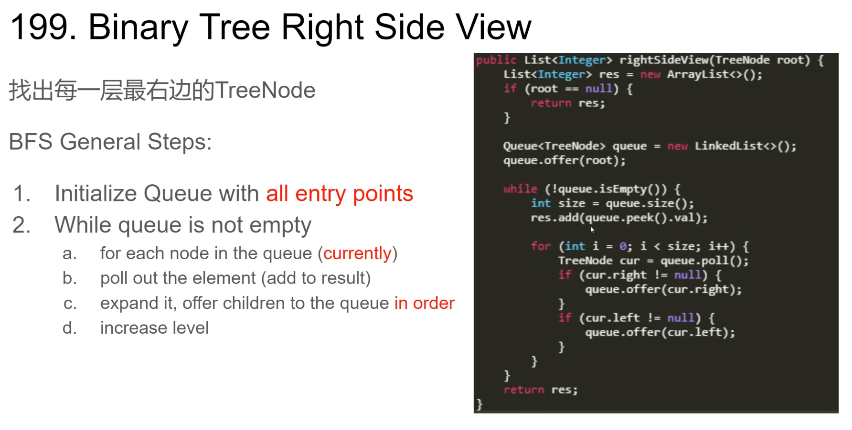 199. Binary Tree Right Side View
找出每一层最右边的TreeNode
BFS General Steps:
1. Initialize Queue with all entry points
2. While queue is not empty
a. for each node in the queue (currently)
b. poll out the element (add to result)
c. expand it, offer children to the queue in order
d. increase level
public List<Integer> rightSideView(TreeNode root) {
List<Integer> res = new ArrayList<>();
if (root == null) {
return res;
}
Queue<TreeNode> queue = new LinkedList<>();
queue.offer(root);
while (!queue.isEmpty()) {
int size = queue.size();
res.add(queue.peek().val);
for (int i = 0; i < size; i++) {
TreeNode cur = queue.poll();
if (cur.right != null) {
queue.offer(cur.right);
}
if (cur.left != null) {
queue.offer(cur.left);
}
}
}
return res;
}